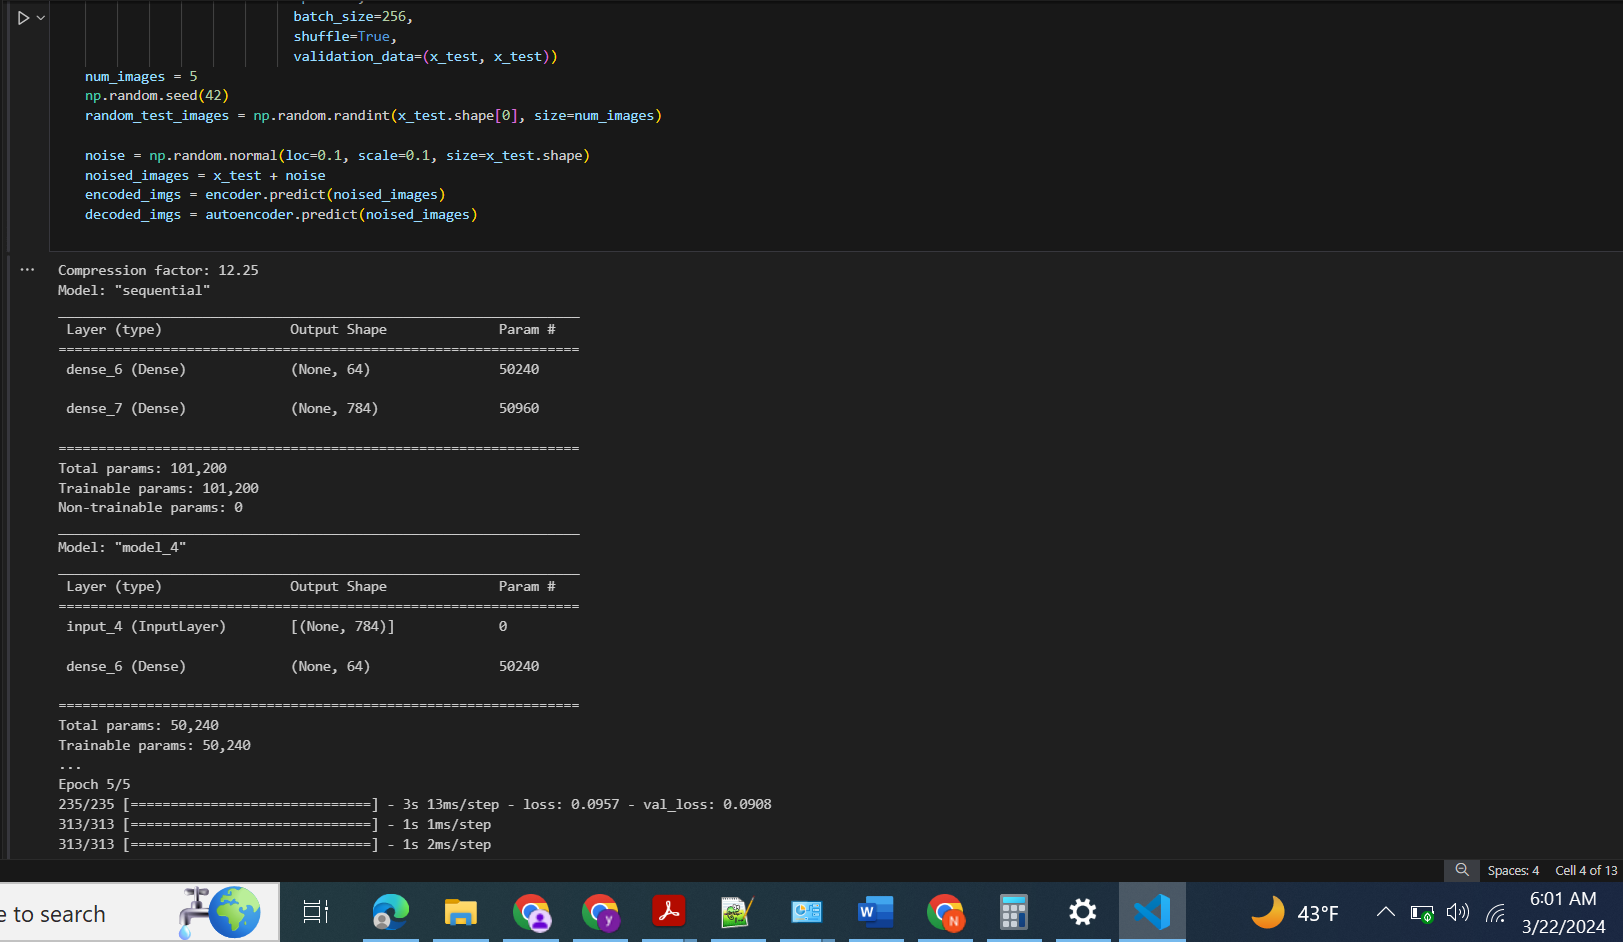 batch_size=256,
shuffle=True,
validation_data=(x_test, x_test))
num_images = 5
np.random.seed(42)
random_test_images = np.random.randint(x_test.shape[0], size=num_images)
noise = np.random.normal(loc=0.1, scale=0.1, size=x_test.shape)
noised_images = x_test + noise
encoded_imgs = encoder.predict(noised_images)
decoded_imgs = autoencoder.predict(noised_images)
...
Compression factor: 12.25
Model: "sequential"
_________________________________________________________________
Layer (type) Output Shape Param #
=================================================================
dense_6 (Dense) (None, 64) 50240
dense_7 (Dense) (None, 784) 50960
=================================================================
Total params: 101,200
Trainable params: 101,200
Non-trainable params: 0
_________________________________________________________________
Model: "model_4"
_________________________________________________________________
Layer (type) Output Shape Param #
=================================================================
input_4 (InputLayer) [(None, 784)] 0
dense_6 (Dense) (None, 64) 50240
=================================================================
Total params: 50,240
Trainable params: 50,240
...
Epoch 5/5
235/235 [==============================] - 3s 13ms/step - loss: 0.0957 - val_loss: 0.0908
313/313 [==============================] - 1s 1ms/step
313/313 [==============================] - 1s 2ms/step
Spaces: 4 Cell 4 of 13
e to search
y
W
N
43°F
6:01 AM
3/22/2024